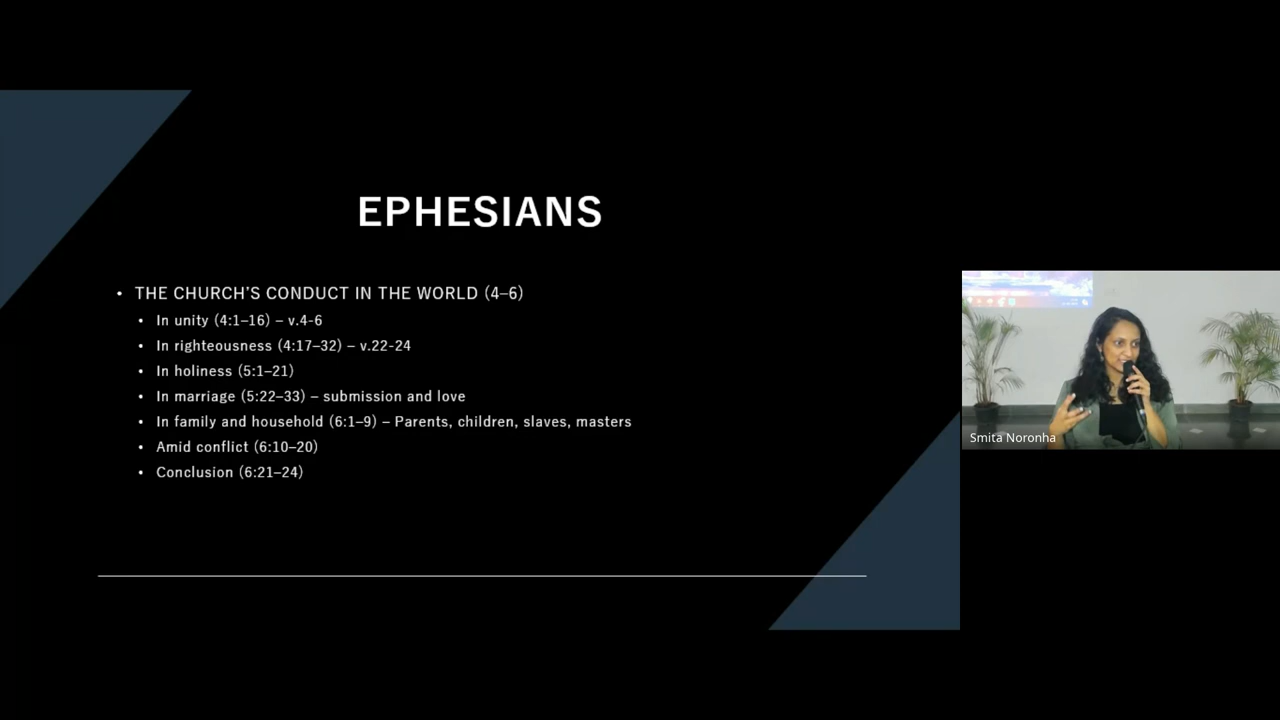 EPHESIANS
• THE CHURCH'S CONDUCT IN THE WORLD (4–6)
• In unity (4:1–16) – v.4-6
• In righteousness (4:17–32) – v.22-24
• In holiness (5:1–21)
• In marriage (5:22–33) – submission and love
• In family and household (6:1–9) – Parents, children, slaves, masters
• Amid conflict (6:10–20)
• Conclusion (6:21–24)
Smita Noronha